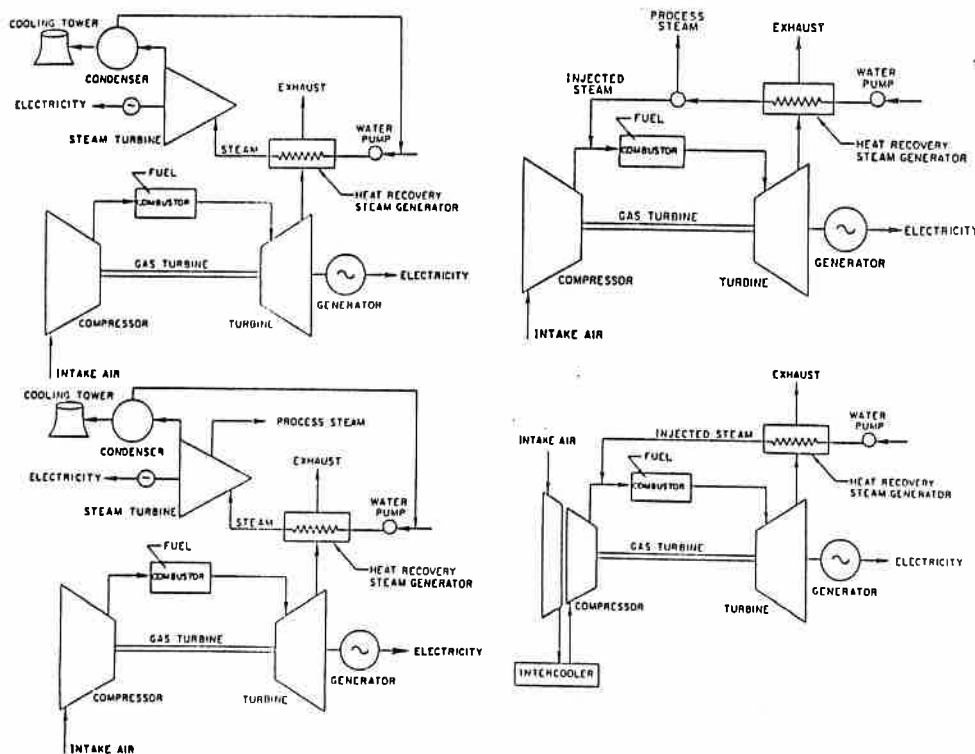 COOLING TOWER
CONDENSER
ELECTRICITY
STEAM TURBINE
EXHAUST
WATER
PUMP
STEAM
HEAT RECOVERY
STEAM GENERATOR
FUEL
COMBUSTOR
GAS TURBINE
ELECTRICITY
GENERATOR
TURBINE
COMPRESSOR
INTAKE AIR
PROCESS
STEAM
EXHAUST
INJECTED
STEAM
WATER
PUMP
FUEL
COMBUSTOR
HEAT RECOVERY
STEAM GENERATOR
GAS TURBINE
ELECTRICITY
GENERATOR
COMPRESSOR
TURBINE
INTAKE AIR
COOLING TOWER
PROCESS STEAM
CONDENSER
ELECTRICITY
STEAM TURBINE
EXHAUST
WATER
PUMP
STEAM
HEAT RECOVERY
STEAM GENERATOR
FUEL
COMBUSTOR
GAS TURBINE
ELECTRICITY
GENERATOR
TURBINE
COMPRESSOR
INTAKE AIR
EXHAUST
WATER
PUMP
INTAKE AIR
INJECTED STEAM
FUEL
COMBUSTOR
HEAT RECOVERY
STEAM GENERATOR
GAS TURBINE
ELECTRICITY
GENERATOR
COMPRESSOR
TURBINE
INTERCOOLER